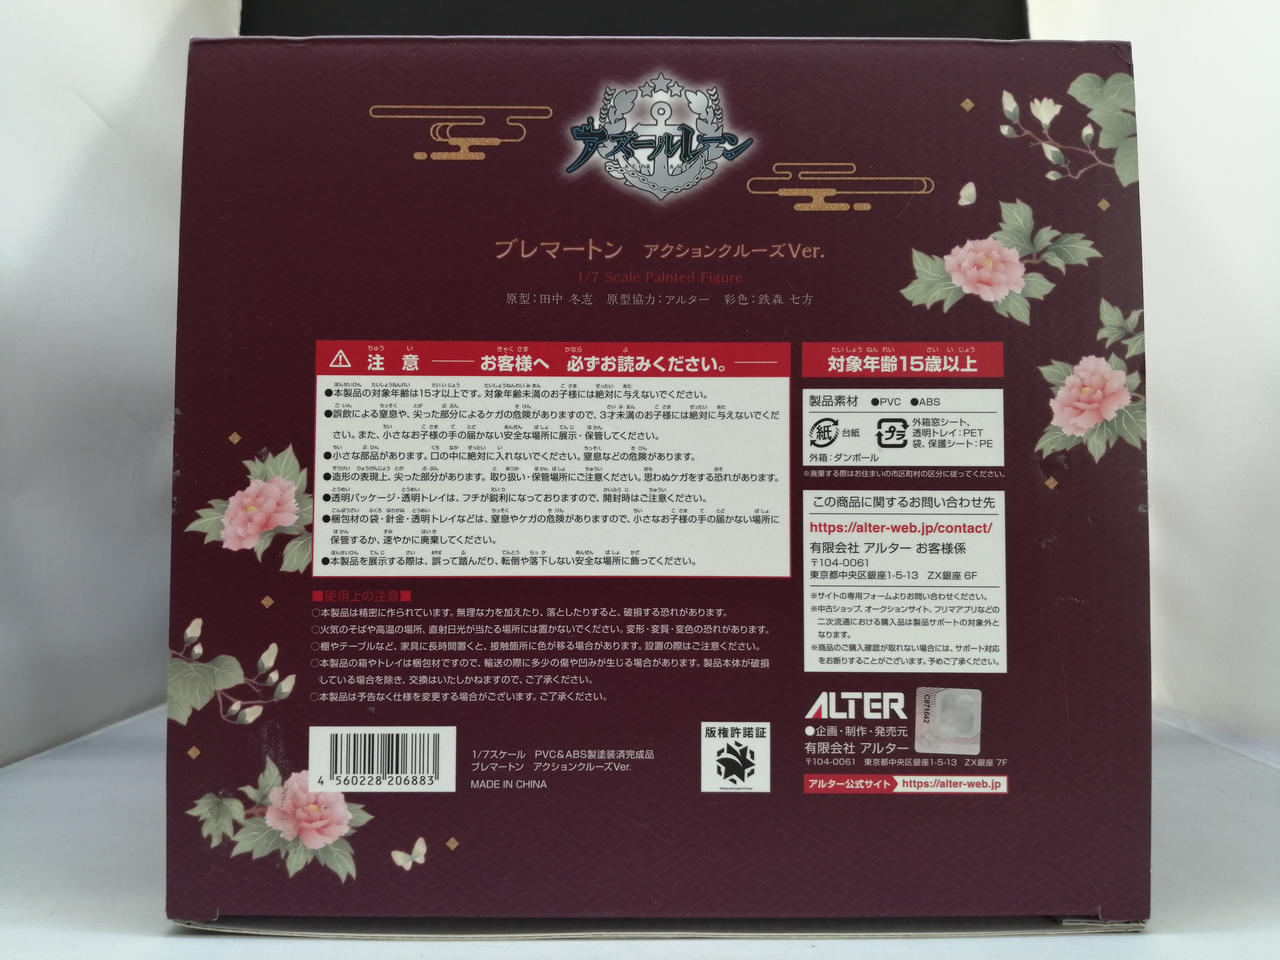 アズールレーン
AZUR LANE
ブレマートン アクションクルーズVer.
1/7 Scale Painted Figure
原型:田中 冬志 原型協力:アルター 彩色:鉄森 七方
注意 お客様へ 必ずお読みください。
●本製品の対象年齢は15才以上です。対象年齢未満のお子様には絶対に与えないでください。
●誤飲による窒息や、尖った部分によるケガの危険がありますので、3才未満のお子様には絶対に与えないでくだ
さい。また、小さなお子様の手の届かない安全な場所に展示・保管してください。
●小さな部品があります。口の中に絶対に入れないでください。窒息などの危険があります。
●造形の表現上、尖った部分があります。取り扱い・保管場所にご注意ください。思わぬケガをする恐れがあります。
●透明パッケージ・透明トレイは、フチが鋭利になっておりますので、開封時はご注意ください。
●梱包材の袋・針金・透明トレイなどは、窒息やケガの危険がありますので、小さなお子様の手の届かない場所に
保管するか、速やかに廃棄してください。
●本製品を展示する際は、誤って踏んだり、転倒や落下しない安全な場所に飾ってください。
■使用上の注意■
○本製品は精密に作られています。無理な力を加えたり、落としたりすると、破損する恐れがあります。
○火気のそばや高温の場所、直射日光が当たる場所には置かないでください。変形・変質・変色の恐れがあります。
○棚やテーブルなど、家具に長時間置くと、接触箇所に色が移る場合があります。設置の際はご注意ください。
○本製品の箱やトレイは梱包材ですので、輸送の際に多少の傷や凹みが生じる場合があります。製品本体が破損
している場合を除き、交換はいたしかねますので、ご了承ください。
○本製品は予告なく仕様を変更する場合がございます。ご了承ください。
4 560228 206883
1/7スケール PVC&ABS製塗装済完成品
ブレマートン アクションクルーズVer.
MADE IN CHINA
版権許諾証
対象年齢15歳以上
製品素材 ●PVC ●ABS
紙 台紙
プラ 外箱窓シート、
透明トレイ:PET
袋、保護シート:PE
外箱:ダンボール
※廃棄する際はお住まいの市区町村の区分に従ってください。
この商品に関するお問い合わせ先
https://alter-web.jp/contact/
有限会社 アルター お客様係
〒104-0061
東京都中央区銀座1-5-13 ZX銀座 6F
※サイトの専用フォームよりお問い合わせください。
※中古ショップ、オークションサイト、フリマアプリなどの
二次流通における購入品は製品サポートの対象外と
なります。
※商品のご購入確認が取れない場合には、サポート対応
をお断りすることがございます。予めご了承ください。
ALTER
●企画・制作・発売元
有限会社 アルター
〒104-0061 東京都中央区銀座1-5-13 ZX銀座 7F
アルター公式サイト https://alter-web.jp
C871642